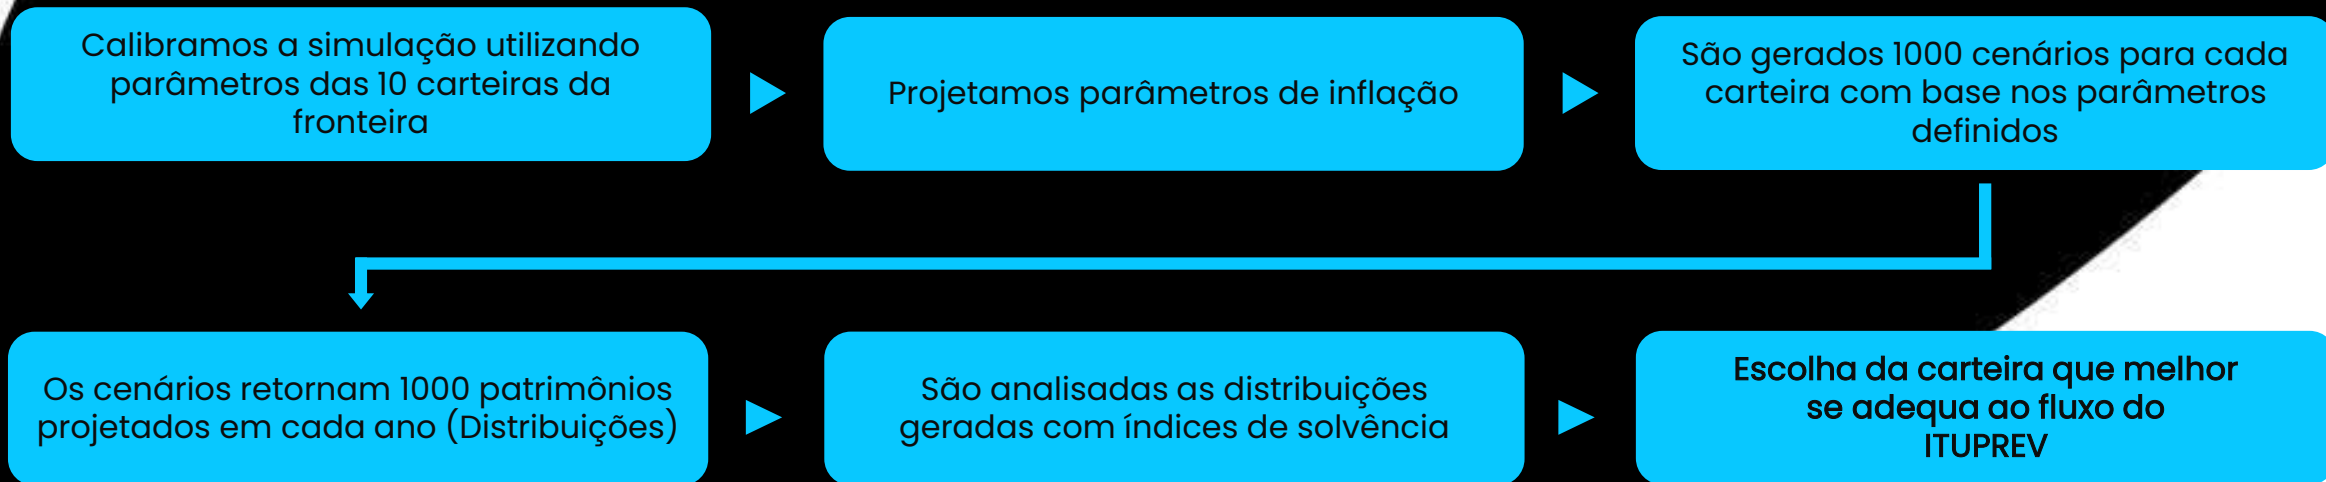 Calibramos a simulação utilizando
parâmetros das 10 carteiras da
fronteira
Projetamos parâmetros de inflação
São gerados 1000 cenários para cada
carteira com base nos parâmetros
definidos
Os cenários retornam 1000 patrimônios
projetados em cada ano (Distribuições)
São analisadas as distribuições
geradas com índices de solvência
Escolha da carteira que melhor
se adequa ao fluxo do
ITUPREV